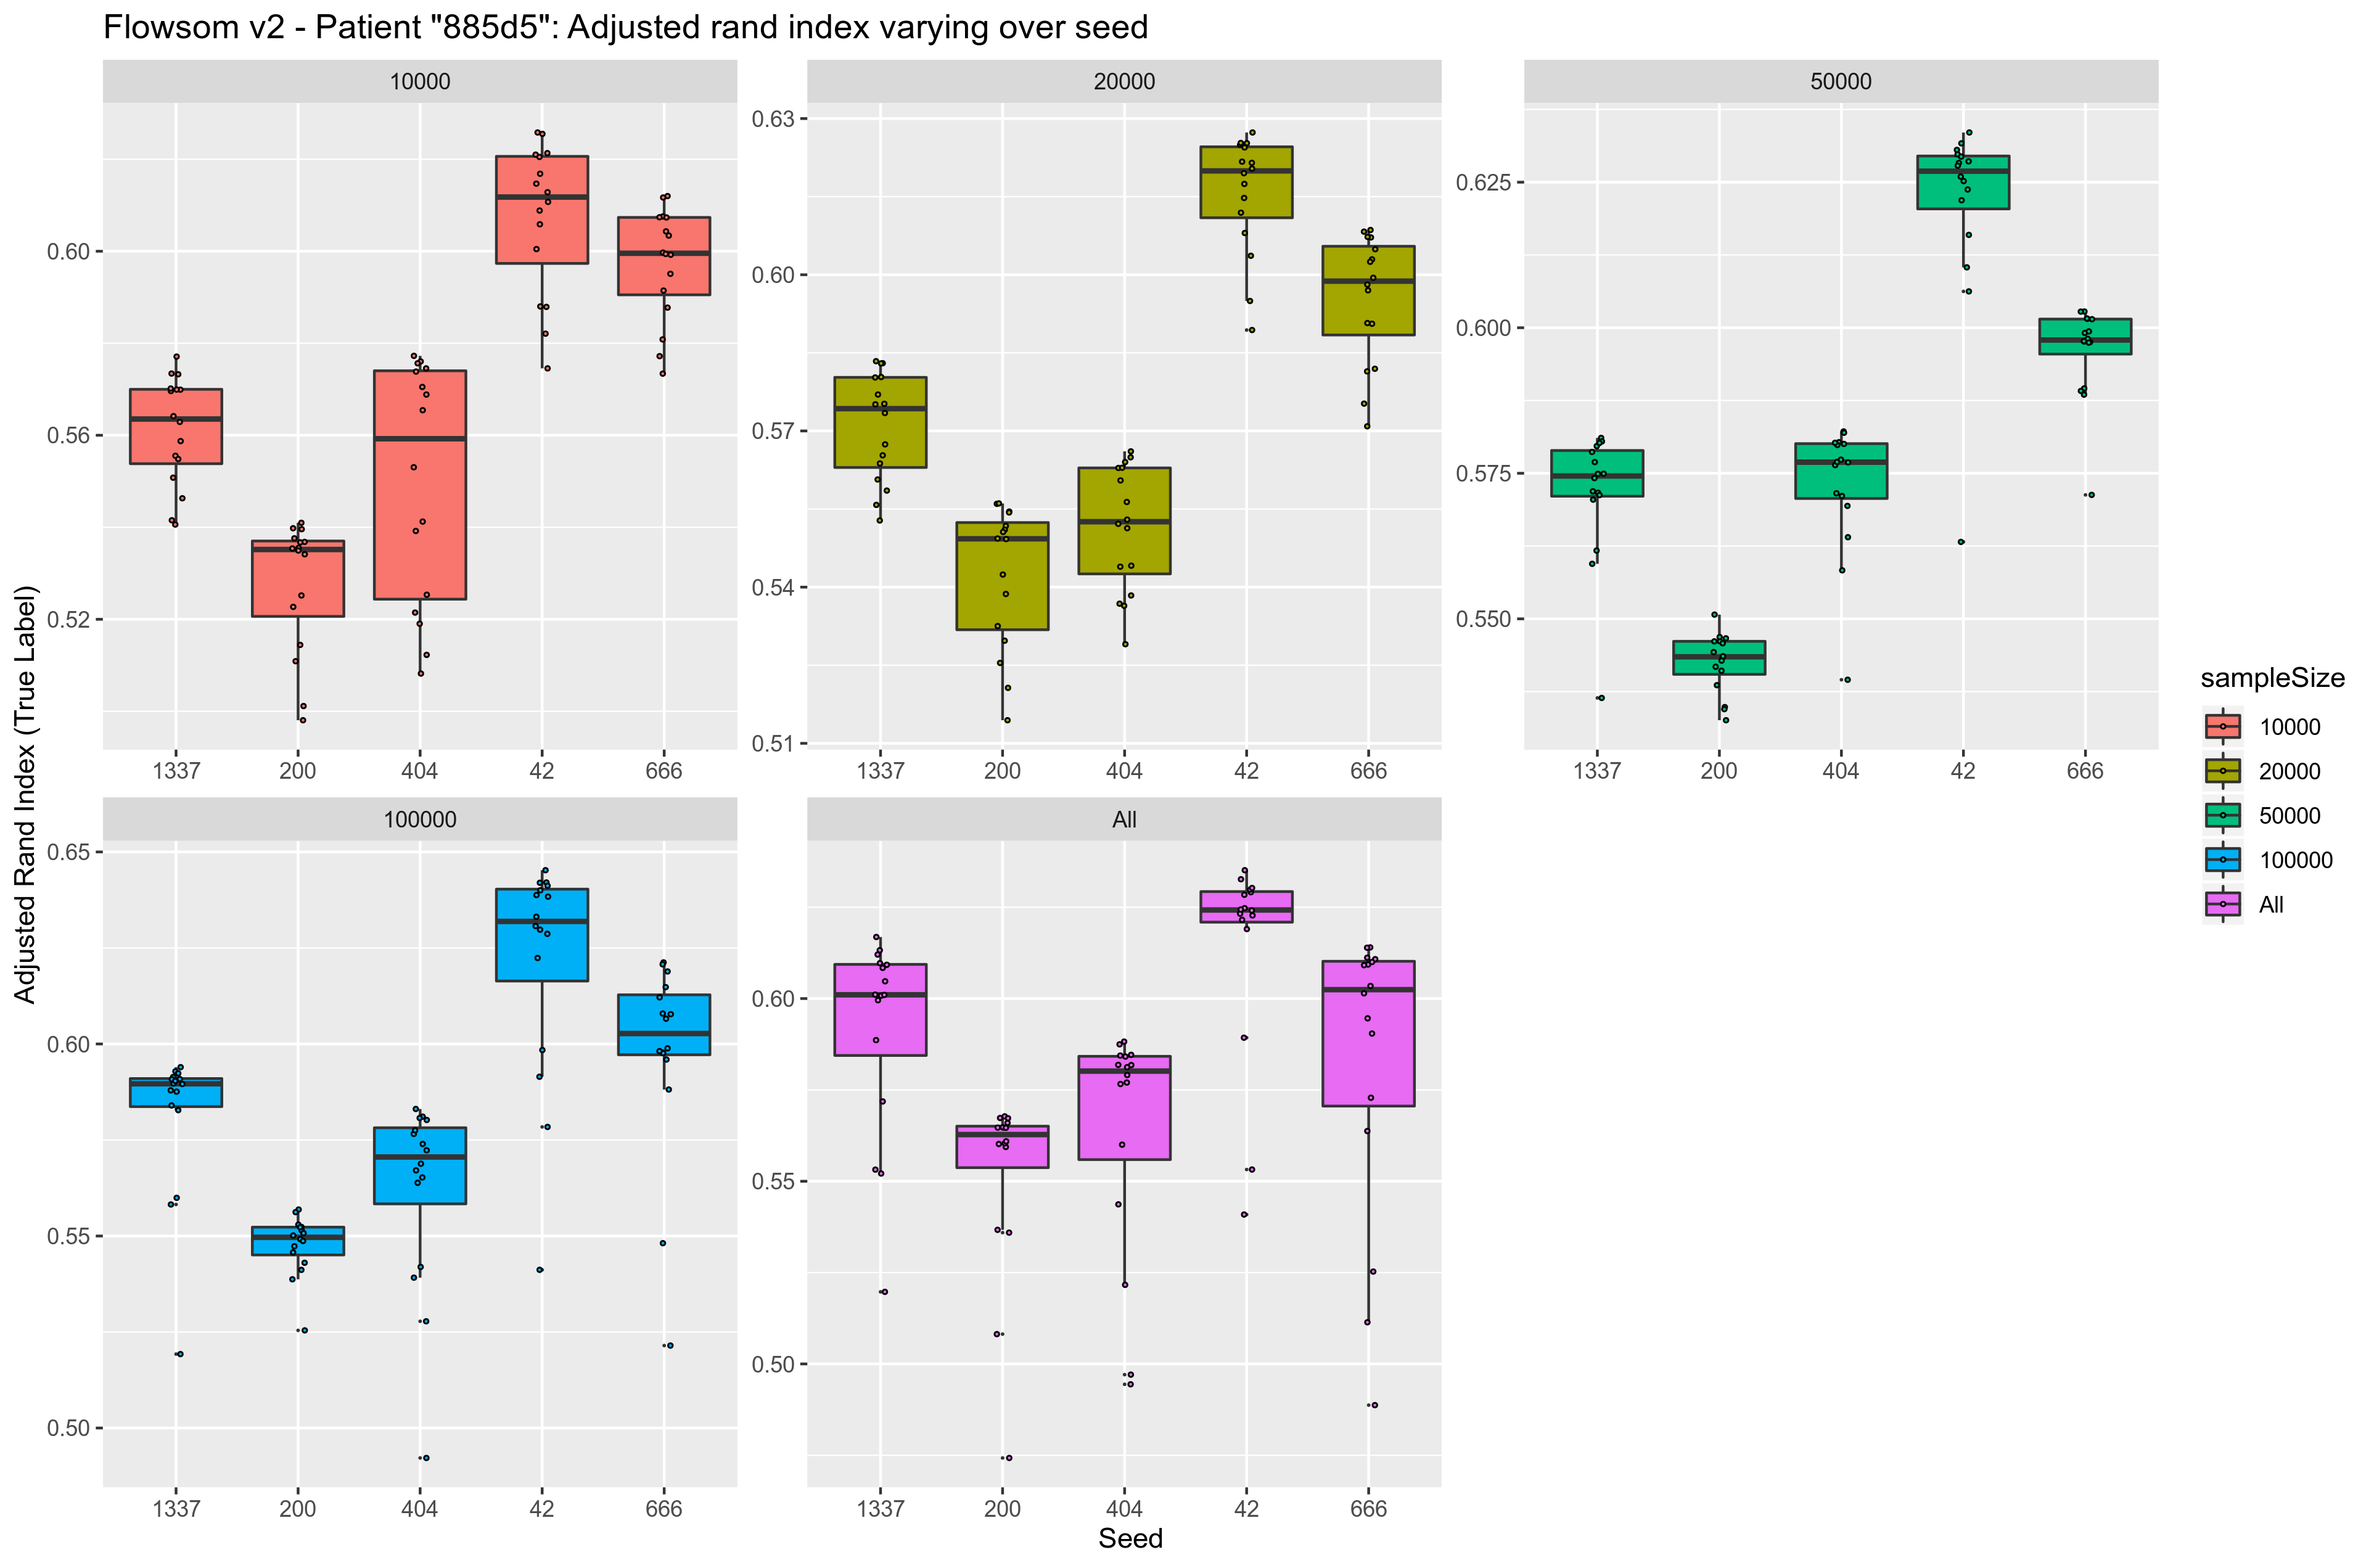 Flowsom v2 - Patient "885d5": Adjusted rand index varying over seed
Adjusted Rand Index (True Label)
10000
0.60
0.56
0.52
1337 200 404 42 666
20000
0.63
0.60
0.57
0.54
0.51
1337 200 404 42 666
50000
0.625
0.600
0.575
0.550
1337 200 404 42 666
100000
0.65
0.60
0.55
0.50
1337 200 404 42 666
All
0.60
0.55
0.50
1337 200 404 42 666
Seed
sampleSize
10000
20000
50000
100000
All